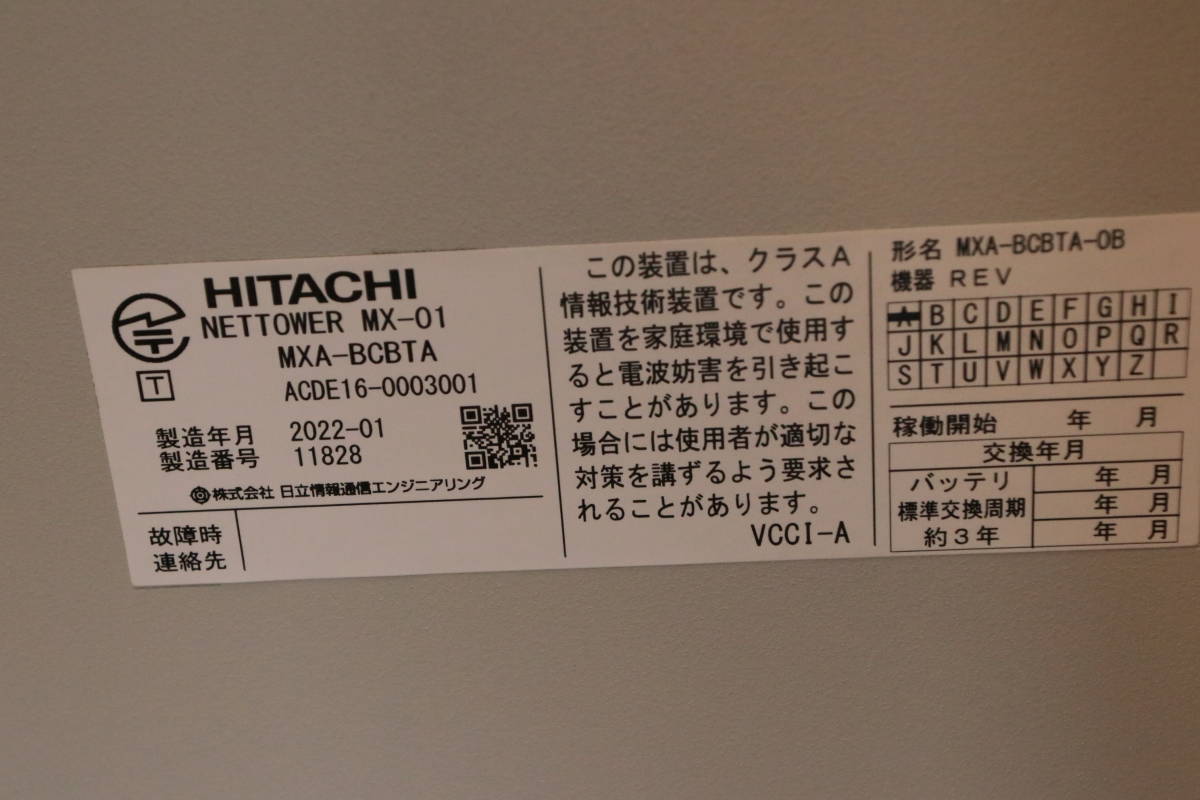 HITACHI
NETTOWER MX-01
MXA-BCBTA
T
ACDE16-0003001
製造年月 2022-01
製造番号 11828
株式会社 日立情報通信エンジニアリング
故障時
連絡先
この装置は、クラスA
情報技術装置です。この
装置を家庭環境で使用す
ると電波妨害を引き起こ
すことがあります。この
場合には使用者が適切な
対策を講ずるよう要求さ
れることがあります。
VCCI-A
形名 MXA-BCBTA-0B
機器 REV
A B C D E F G H I
J K L M N O P Q R
S T U V W X Y Z
稼働開始 年 月
交換年月
バッテリ 年 月
標準交換周期 年 月
約3年 年 月